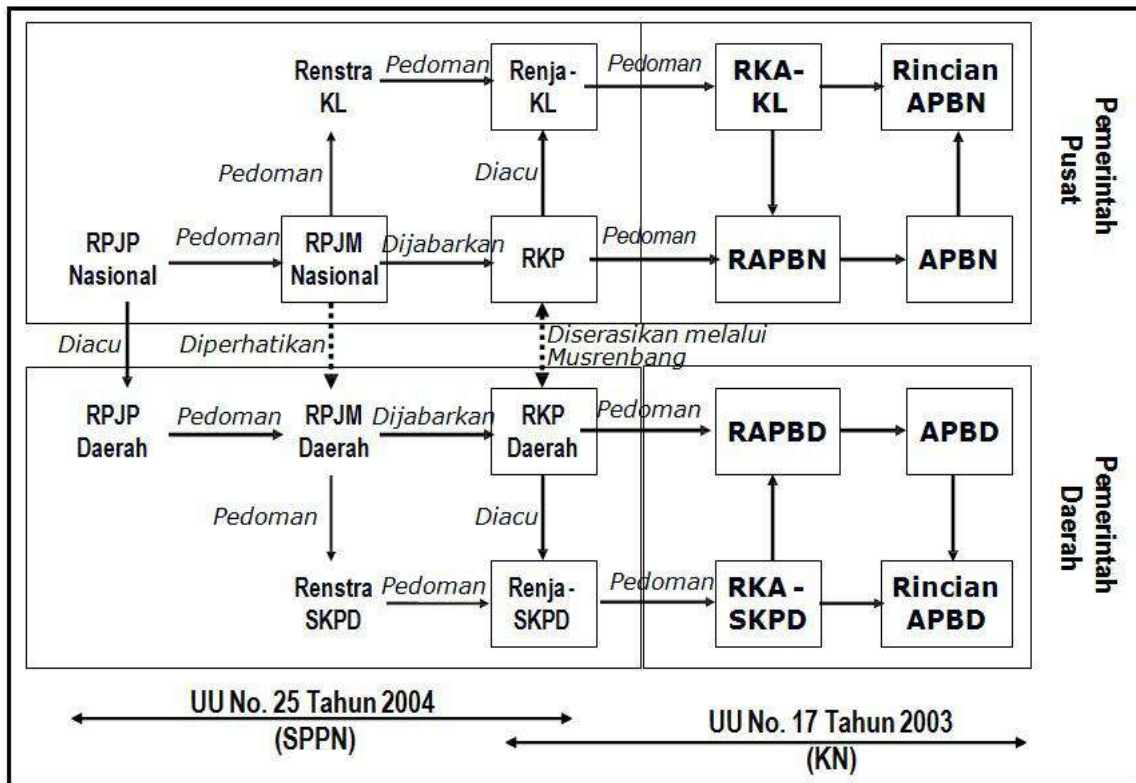 Renstra
KL
Pedoman
Renja-
KL
Pedoman
RKA-
KL
Rincian
APBN
Pedoman
Diacu
RPJP
Nasional
Pedoman
RPJM
Nasional
Dijabarkan
RKP
Pedoman
RAPBN
APBN
Pemerintah
Pusat
Diacu
Diperhatikan
Diserasikan melalui
Musrenbang
RPJP
Daerah
Pedoman
RPJM
Daerah
Dijabarkan
RKP
Daerah
Pedoman
RAPBD
APBD
Pedoman
Diacu
Renstra
SKPD
Pedoman
Renja-
SKPD
Pedoman
RKA -
SKPD
Rincian
APBD
Pemerintah
Daerah
UU No. 25 Tahun 2004
(SPPN)
UU No. 17 Tahun 2003
(KN)